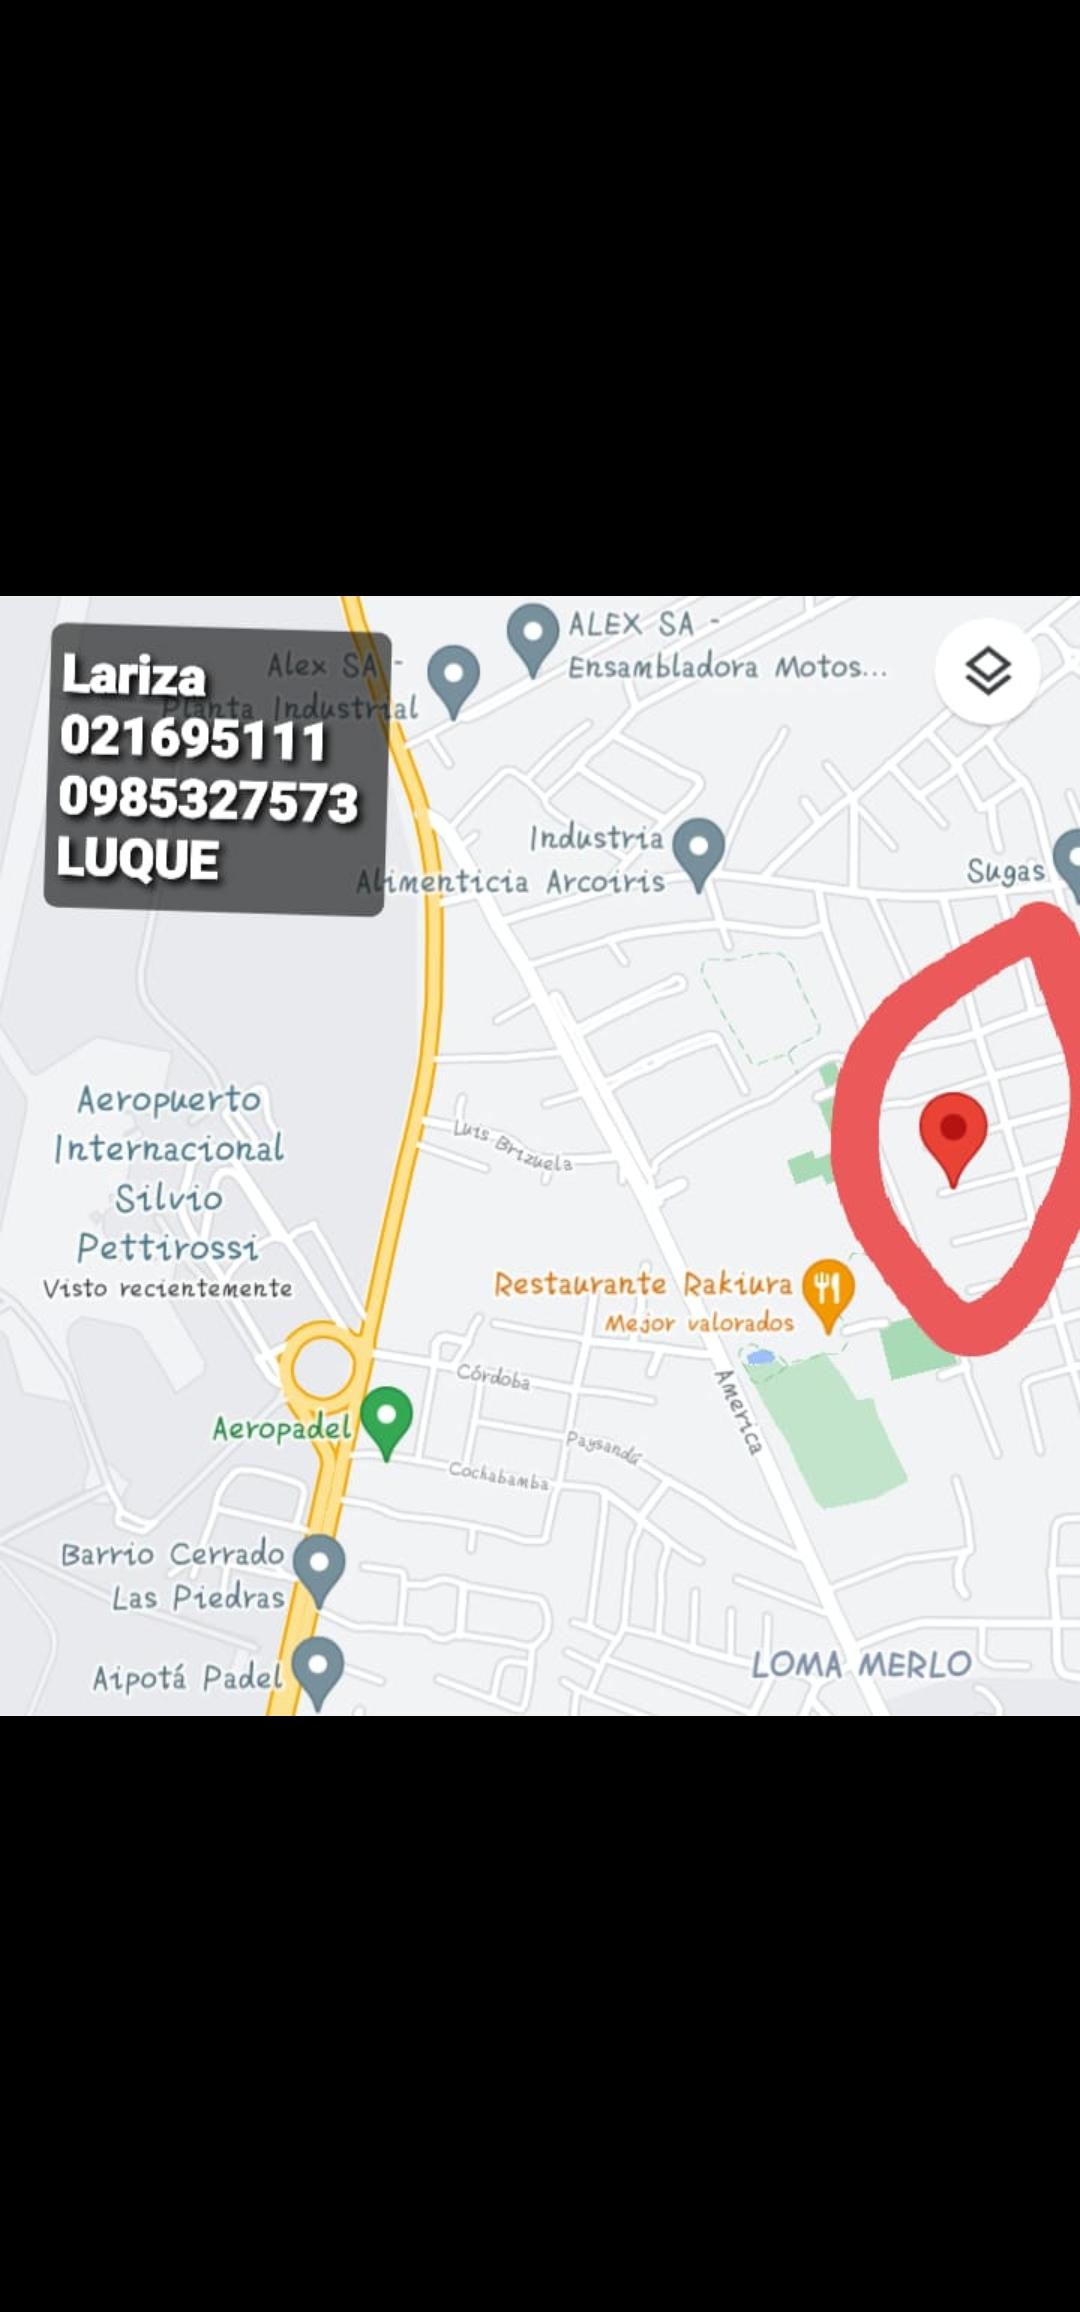 Lariza
021695111
0985327573
LUQUE
Alex SA -
Planta Industrial
ALEX SA -
Ensambladora Motos...
Industria
Alimenticia Arcoiris
Sugas
Aeropuerto
Internacional
Silvio
Pettirossi
Visto recientemente
Luis Brizuela
Restaurante Rakiura
Mejor valorados
Córdoba
America
Aeropadel
Paysandú
Cochabamba
Barrio Cerrado
Las Piedras
Aipotá Padel
LOMA MERLO